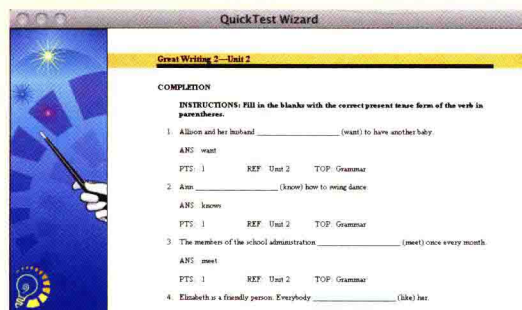 QuickTest Wizard
Great Writing 2—Unit 2
COMPLETION
INSTRUCTIONS: Fill in the blanks with the correct present tense form of the verb in
parentheses.
1. Allison and her husband ____________________ (want) to have another baby.
ANS: want
PTS: 1 REF: Unit 2 TOP: Grammar
2. Ann ____________________ (know) how to swing dance.
ANS: knows
PTS: 1 REF: Unit 2 TOP: Grammar
3. The members of the school administration ____________________ (meet) once every month.
ANS: meet
PTS: 1 REF: Unit 2 TOP: Grammar
4. Elizabeth is a friendly person. Everybody ____________________ (like) her.